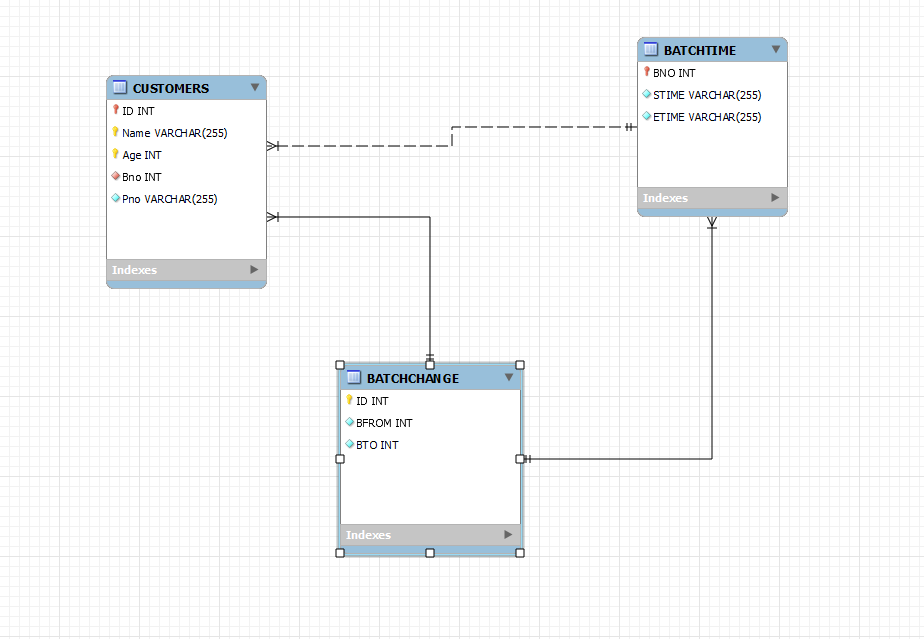 CUSTOMERS
ID INT
Name VARCHAR(255)
Age INT
Bno INT
Pno VARCHAR(255)
Indexes
BATCHTIME
BNO INT
STIME VARCHAR(255)
ETIME VARCHAR(255)
Indexes
BATCHCHANGE
ID INT
BFROM INT
BTO INT
Indexes